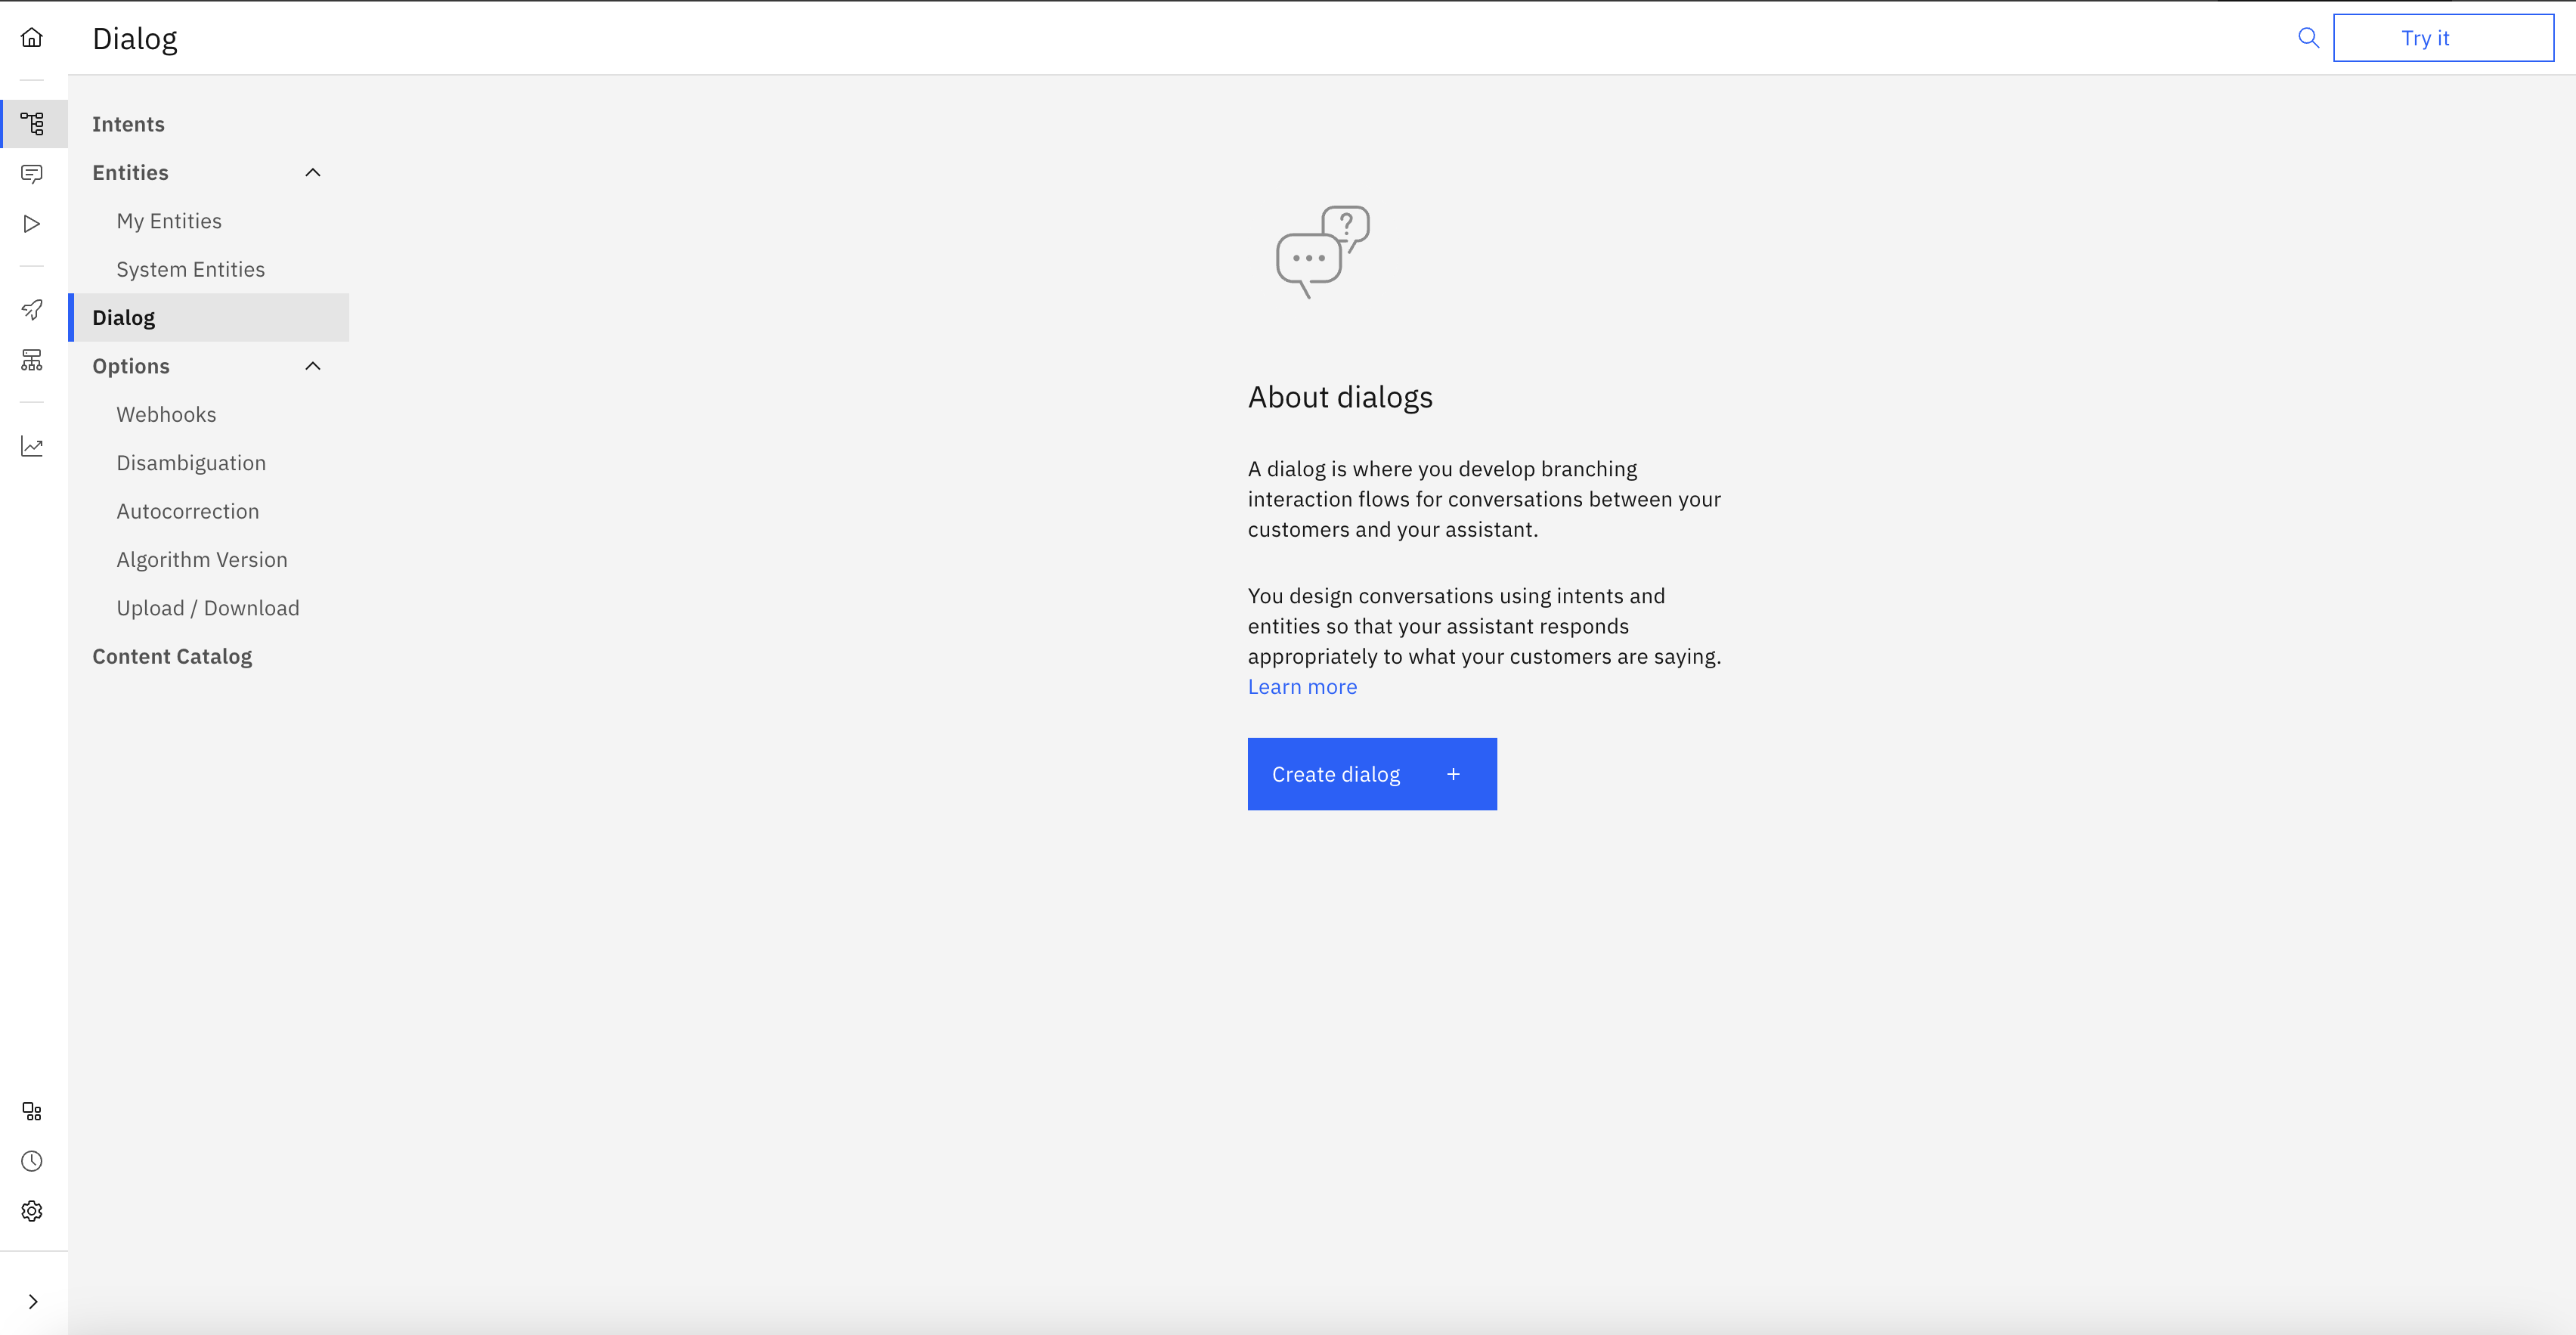 Dialog
Try it
Intents
Entities
My Entities
System Entities
Dialog
Options
Webhooks
Disambiguation
Autocorrection
Algorithm Version
Upload / Download
Content Catalog
?
About dialogs
A dialog is where you develop branching
interaction flows for conversations between your
customers and your assistant.
You design conversations using intents and
entities so that your assistant responds
appropriately to what your customers are saying.
Learn more
Create dialog +